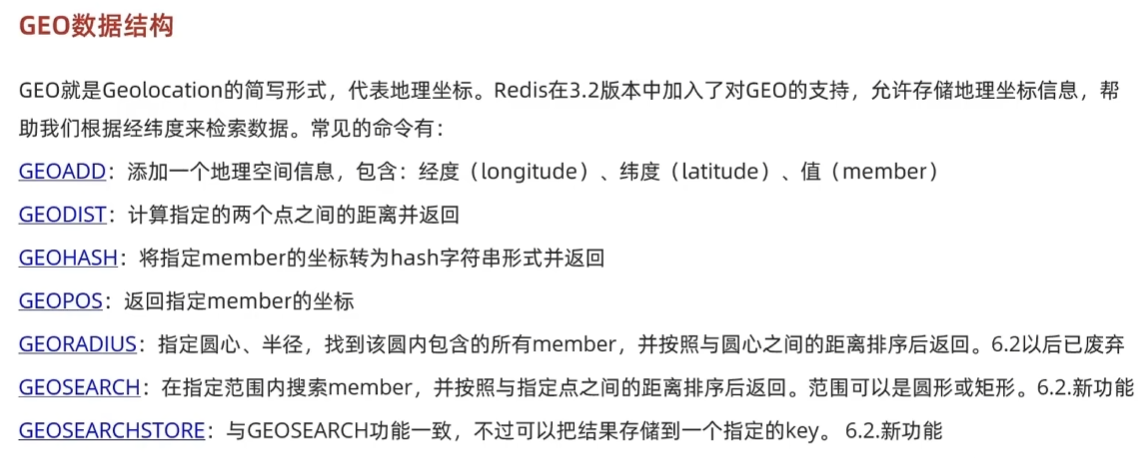 GEO数据结构
GEO就是Geolocation的简写形式，代表地理坐标。Redis在3.2版本中加入了对GEO的支持，允许存储地理坐标信息，帮
助我们根据经纬度来检索数据。常见的命令有：
GEOADD：添加一个地理空间信息，包含：经度（longitude）、纬度（latitude）、值（member）
GEODIST：计算指定的两个点之间的距离并返回
GEOHASH：将指定member的坐标转为hash字符串形式并返回
GEOPOS：返回指定member的坐标
GEORADIUS：指定圆心、半径，找到该圆内包含的所有member，并按照与圆心之间的距离排序后返回。6.2以后已废弃
GEOSEARCH：在指定范围内搜索member，并按照与指定点之间的距离排序后返回。范围可以是圆形或矩形。6.2.新功能
GEOSEARCHSTORE：与GEOSEARCH功能一致，不过可以把结果存储到一个指定的key。 6.2.新功能